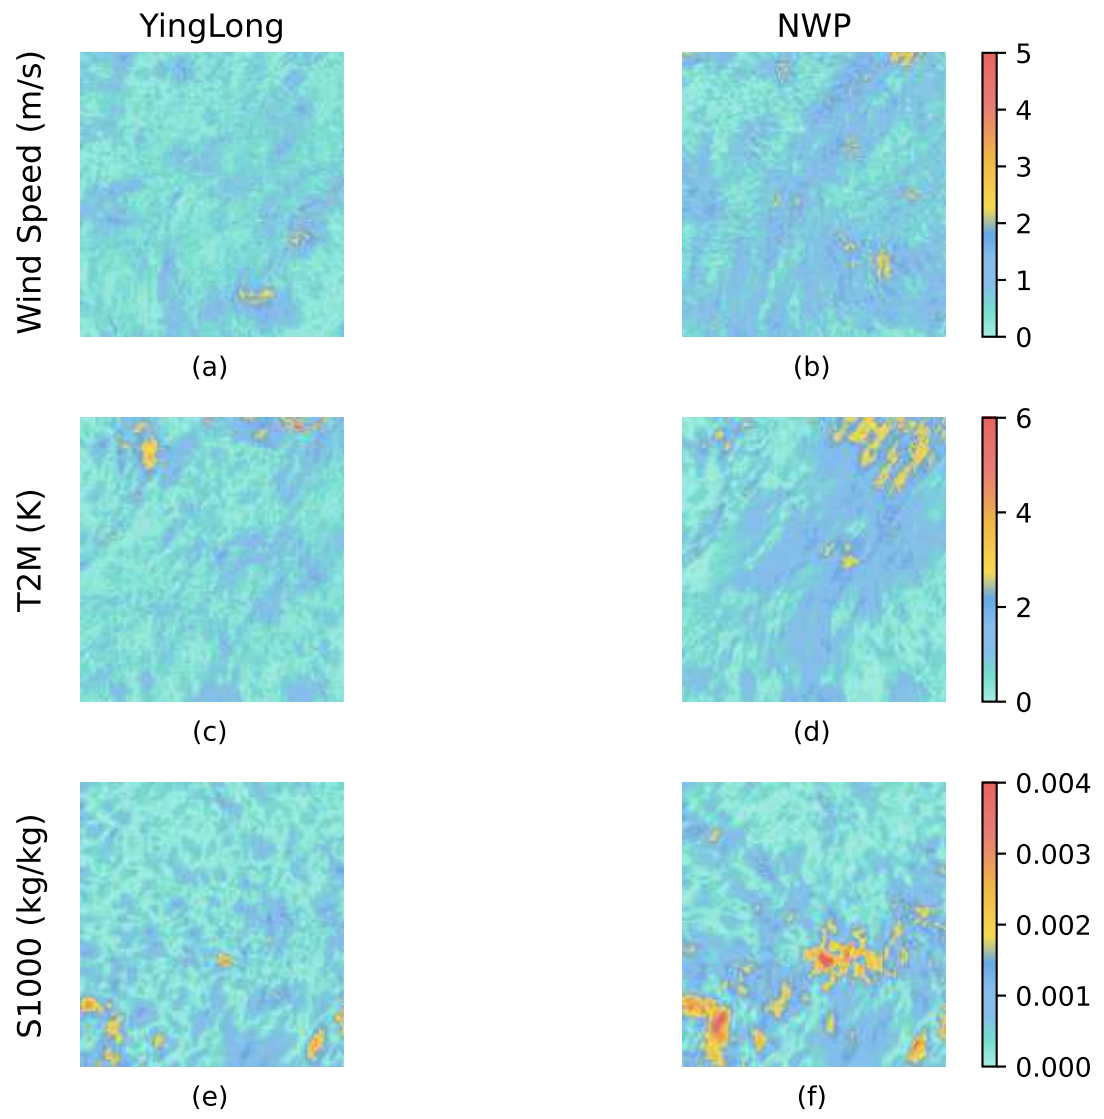 YingLong
NWP
Wind Speed (m/s)
5
4
3
2
1
0
(a)
(b)
T2M (K)
6
4
2
0
(c)
(d)
S1000 (kg/kg)
0.004
0.003
0.002
0.001
0.000
(e)
(f)